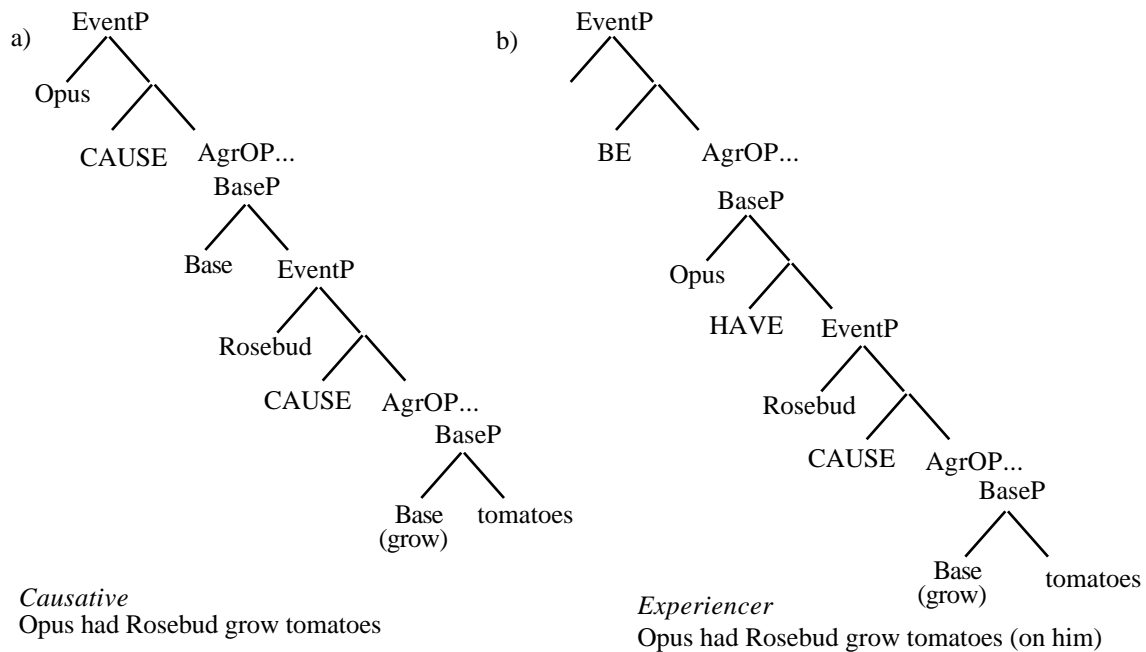 a)
EventP
Opus
CAUSE
AgrOP...
BaseP
Base
EventP
Rosebud
CAUSE
AgrOP...
BaseP
Base
(grow)
tomatoes
Causative
Opus had Rosebud grow tomatoes
b)
EventP
BE
AgrOP...
BaseP
Opus
HAVE
EventP
Rosebud
CAUSE
AgrOP...
BaseP
Base
(grow)
tomatoes
Experiencer
Opus had Rosebud grow tomatoes (on him)